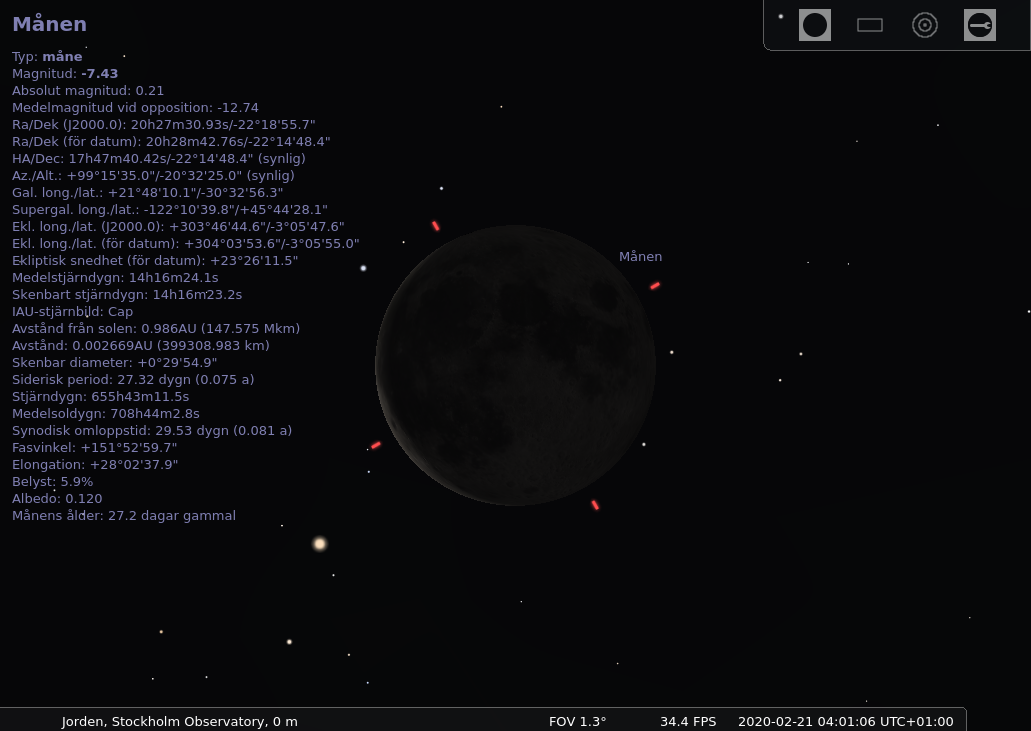 Månen
Typ: måne
Magnitud: -7.43
Absolut magnitud: 0.21
Medelmagnitud vid opposition: -12.74
Ra/Dek (J2000.0): 20h27m30.93s/-22°18'55.7"
Ra/Dek (för datum): 20h28m42.76s/-22°14'48.4"
HA/Dec: 17h47m40.42s/-22°14'48.4" (synlig)
Az./Alt.: +99°15'35.0"/-20°32'25.0" (synlig)
Gal. long./lat.: +21°48'10.1"/-30°32'56.3"
Supergal. long./lat.: -122°10'39.8"/+45°44'28.1"
Ekl. long./lat. (J2000.0): +303°46'44.6"/-3°05'47.6"
Ekl. long./lat. (för datum): +304°03'53.6"/-3°05'55.0"
Ekliptisk snedhet (för datum): +23°26'11.5"
Medelstjärndygn: 14h16m24.1s
Skenbart stjärndygn: 14h16m23.2s
IAU-stjärnbild: Cap
Avstånd från solen: 0.986AU (147.575 Mkm)
Avstånd: 0.002669AU (399308.983 km)
Skenbar diameter: +0°29'54.9"
Siderisk period: 27.32 dygn (0.075 a)
Stjärndygn: 655h43m11.5s
Medelsoldygn: 708h44m2.8s
Synodisk omloppstid: 29.53 dygn (0.081 a)
Fasvinkel: +151°52'59.7"
Elongation: +28°02'37.9"
Belyst: 5.9%
Albedo: 0.120
Månens ålder: 27.2 dagar gammal
Månen
Jorden, Stockholm Observatory, 0 m FOV 1.3° 34.4 FPS 2020-02-21 04:01:06 UTC+01:00